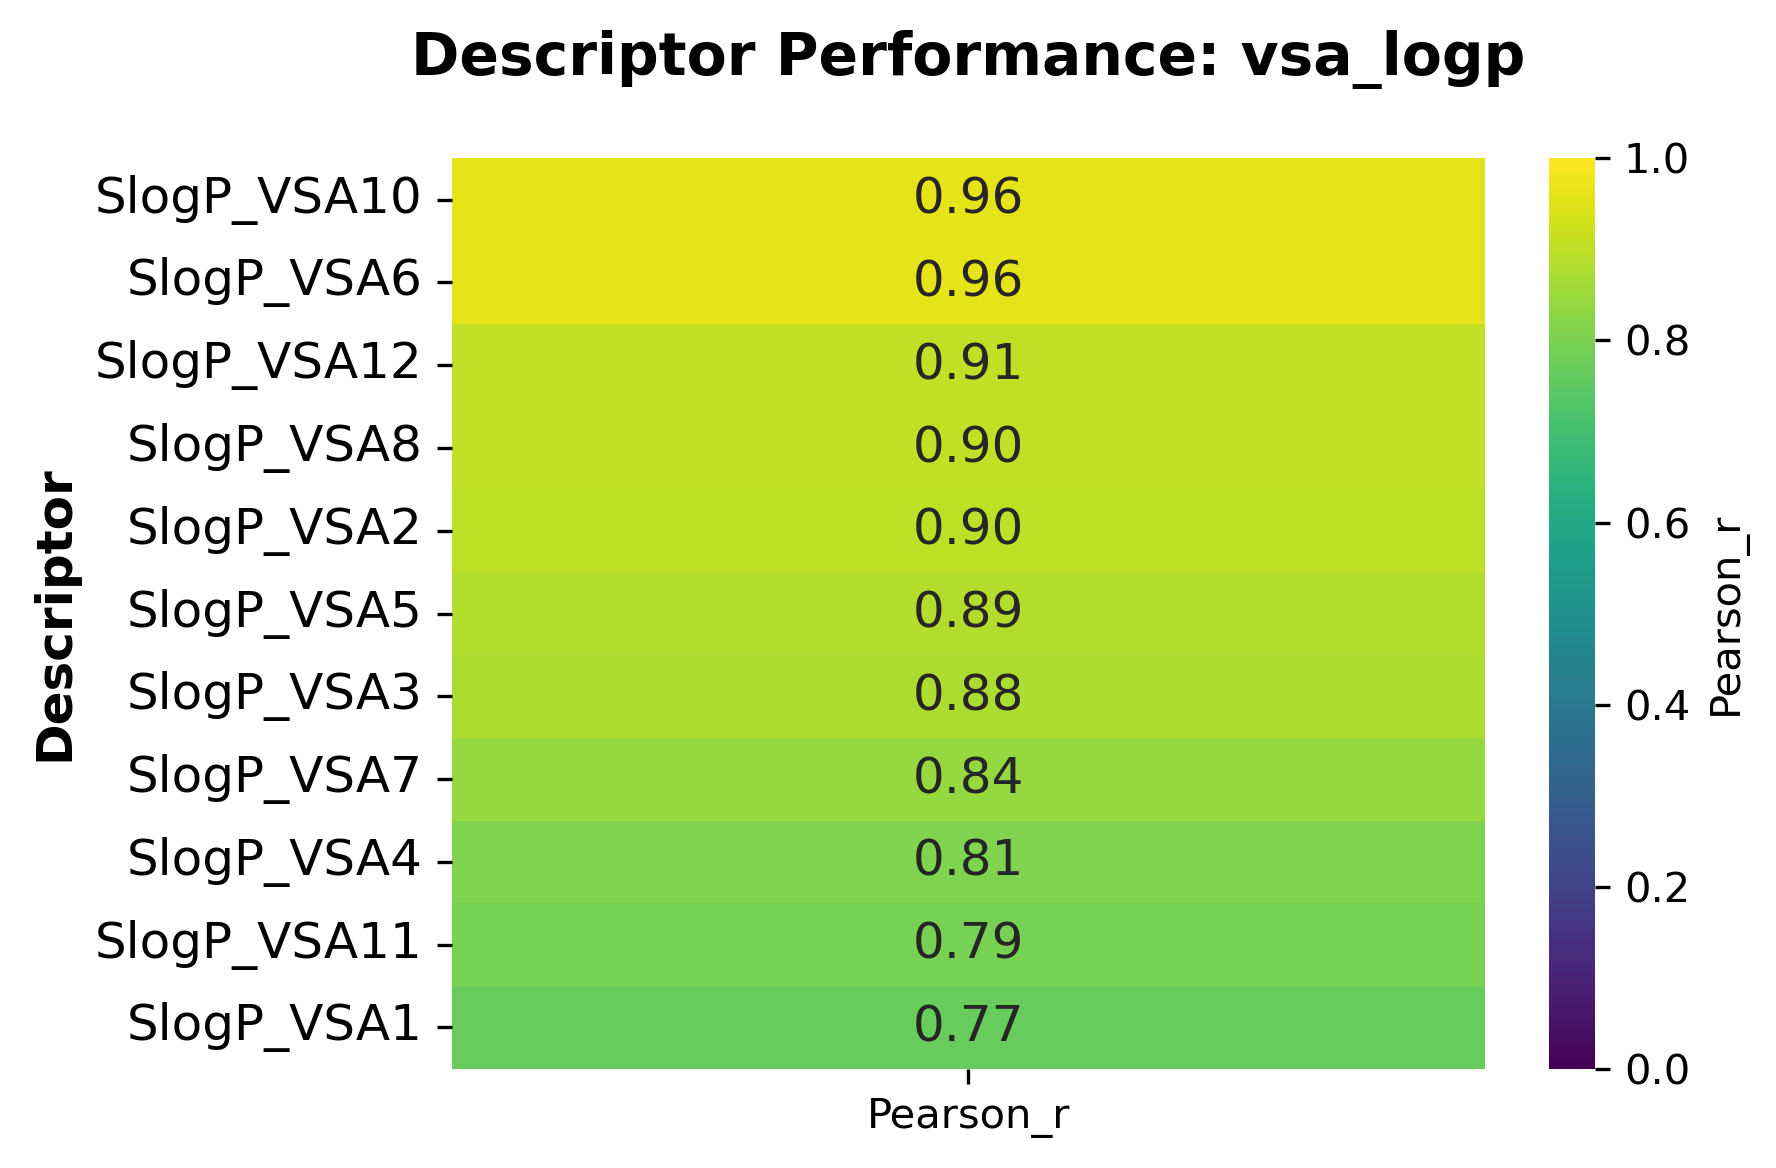 Descriptor Performance: vsa_logp
Descriptor
SlogP_VSA10 0.96
SlogP_VSA6 0.96
SlogP_VSA12 0.91
SlogP_VSA8 0.90
SlogP_VSA2 0.90
SlogP_VSA5 0.89
SlogP_VSA3 0.88
SlogP_VSA7 0.84
SlogP_VSA4 0.81
SlogP_VSA11 0.79
SlogP_VSA1 0.77
Pearson_r
1.0
0.8
0.6
0.4
0.2
0.0
Pearson_r